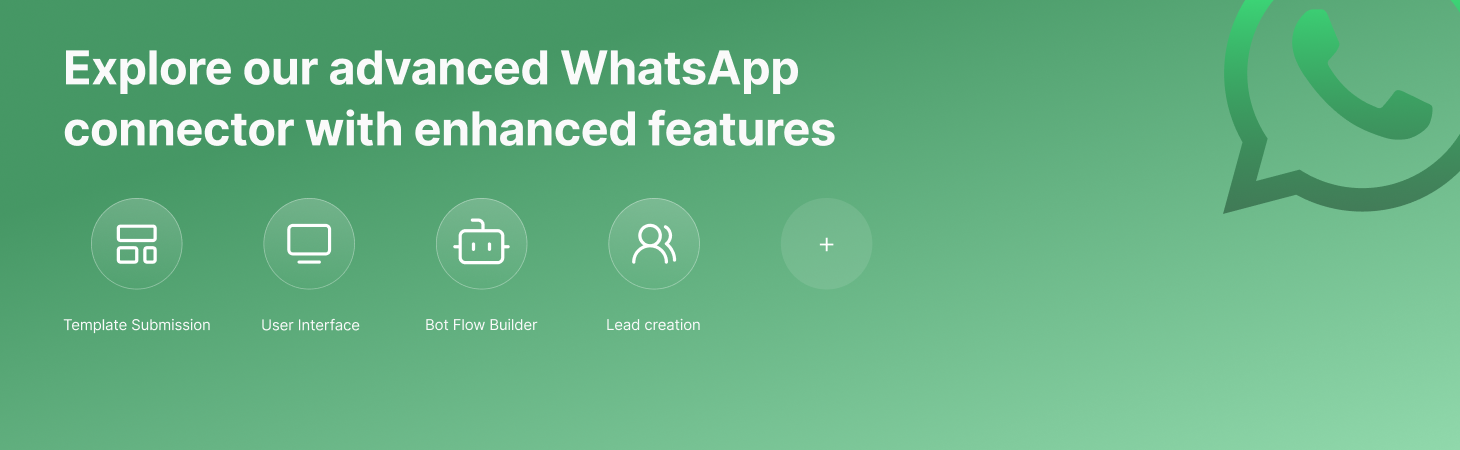 Explore our advanced WhatsApp
connector with enhanced features
+
Template Submission
User Interface
Bot Flow Builder
Lead creation